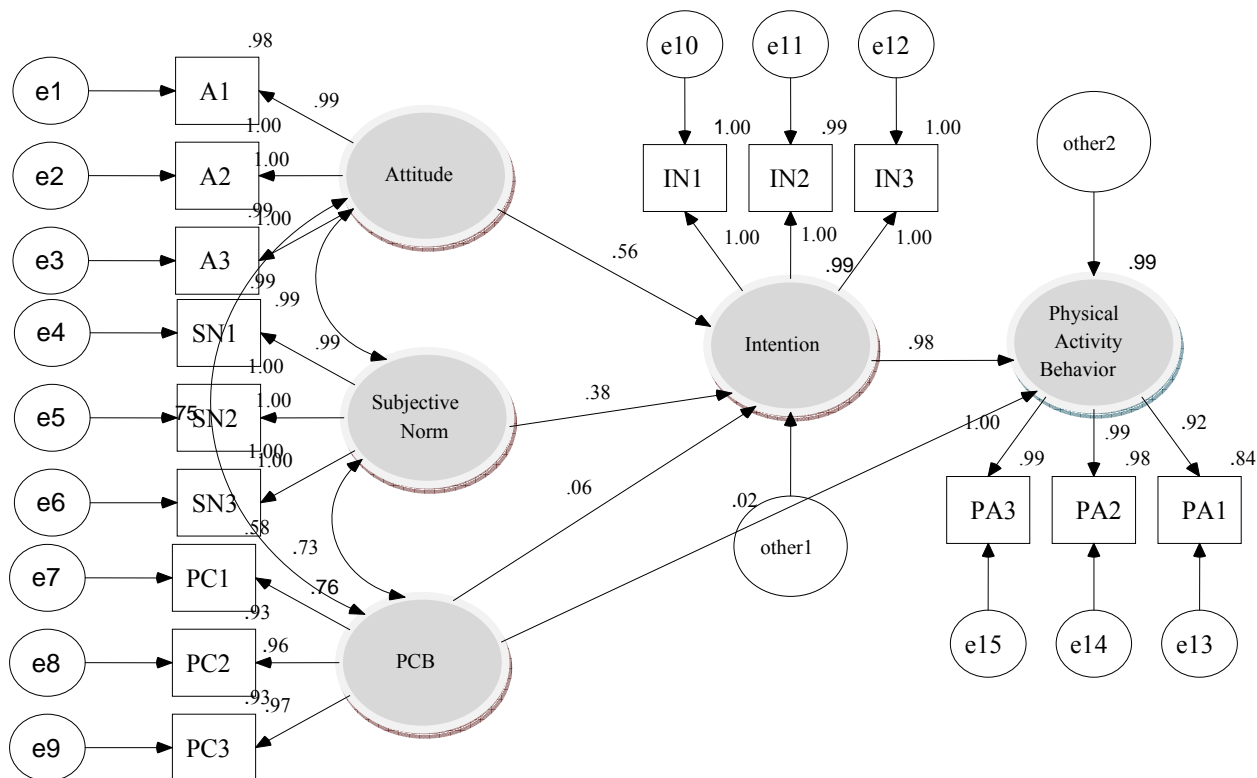 .98
e1
A1
.99
1.00
e2
A2
1.00
Attitude
.99
1.00
e3
A3
.99
.99
e4
SN1
.99
1.00
e5
.75
SN2
1.00
Subjective
Norm
1.00
1.00
e6
SN3
.58
.73
e7
PC1
.76
.93
e8
PC2
.96
PCB
.93
.97
e9
PC3
e10
e11
e12
1.00
.99
1.00
IN1
IN2
IN3
1.00
1.00
1.00
.56
.99
Intention
.38
.06
.02
other1
.98
other2
.99
Physical
Activity
Behavior
1.00
.99
.92
.99
.98
.84
PA3
PA2
PA1
e15
e14
e13